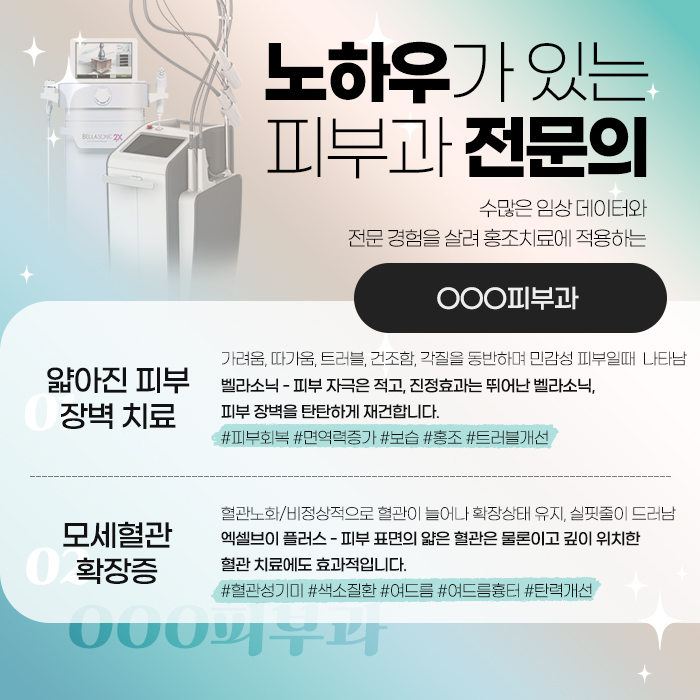 노하우가 있는
피부과 전문의
수많은 임상 데이터와
전문 경험을 살려 홍조치료에 적용하는
OOO피부과
BELLASONIC 2X
01
얇아진 피부
장벽 치료
가려움, 따가움, 트러블, 건조함, 각질을 동반하며 민감성 피부일때 나타남
벨라소닉 - 피부 자극은 적고, 진정효과는 뛰어난 벨라소닉,
피부 장벽을 탄탄하게 재건합니다.
#피부회복 #면역력증가 #보습 #홍조 #트러블개선
02
모세혈관
확장증
혈관노화/비정상적으로 혈관이 늘어나 확장상태 유지, 실핏줄이 드러남
엑셀브이 플러스 - 피부 표면의 얇은 혈관은 물론이고 깊이 위치한
혈관 치료에도 효과적입니다.
#혈관성기미 #색소질환 #여드름 #여드름흉터 #탄력개선
OOO피부과